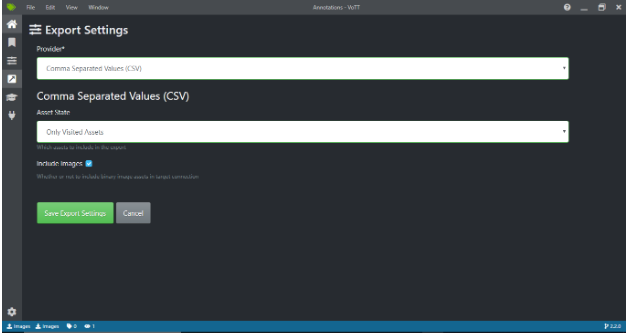 File Edit View Window Annotations - VoTT
Export Settings
Provider*
Comma Separated Values (CSV)
Comma Separated Values (CSV)
Asset State
Only Visited Assets
Which assets to include in the export
Include Images
Whether or not to include binary image assets in target connection
Save Export Settings Cancel
Images Images 0 1 2.2.0